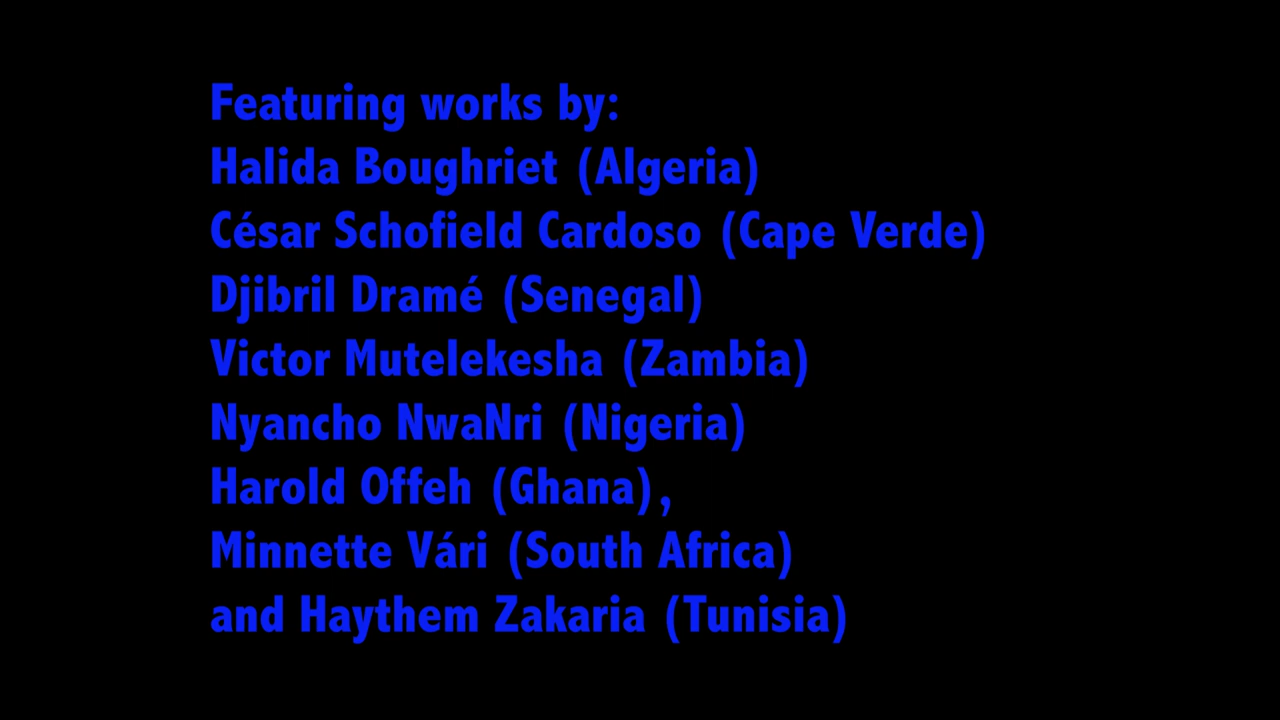 Featuring works by:
Halida Boughriet (Algeria)
César Schofield Cardoso (Cape Verde)
Djibril Dramé (Senegal)
Victor Mutelekesha (Zambia)
Nyancho NwaNri (Nigeria)
Harold Offeh (Ghana),
Minnette Vári (South Africa)
and Haythem Zakaria (Tunisia)